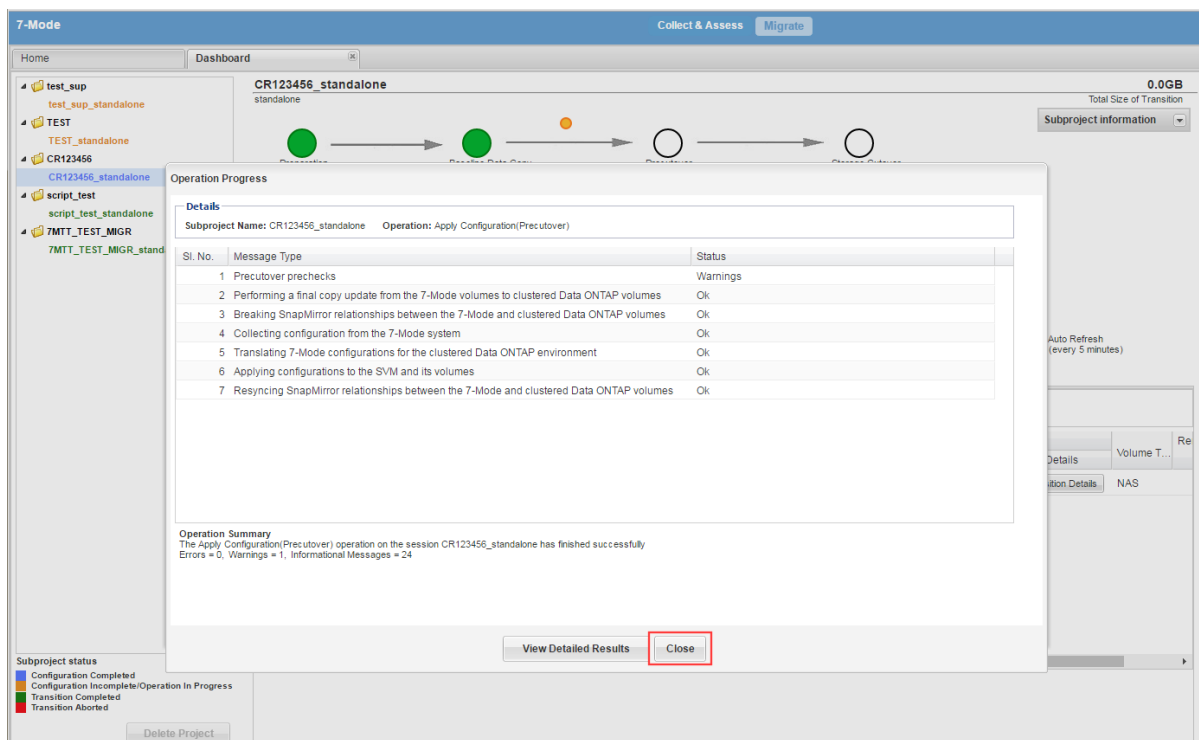 7-Mode
Collect & Assess Migrate
Home Dashboard
test_sup
test_sup_standalone
TEST
TEST_standalone
CR123456
CR123456_standalone
script_test
script_test_standalone
7MTT_TEST_MIGR
7MTT_TEST_MIGR_stand
CR123456_standalone 0.0GB
standalone Total Size of Transition
Subproject information
Operation Progress
Details
Subproject Name: CR123456_standalone Operation: Apply Configuration(Precutover)
Sl. No. Message Type Status
1 Precutover prechecks Warnings
2 Performing a final copy update from the 7-Mode volumes to clustered Data ONTAP volumes Ok
3 Breaking SnapMirror relationships between the 7-Mode and clustered Data ONTAP volumes Ok
4 Collecting configuration from the 7-Mode system Ok
5 Translating 7-Mode configurations for the clustered Data ONTAP environment Ok
6 Applying configurations to the SVM and its volumes Ok
7 Resyncing SnapMirror relationships between the 7-Mode and clustered Data ONTAP volumes Ok
Operation Summary
The Apply Configuration(Precutover) operation on the session CR123456_standalone has finished successfully
Errors = 0, Warnings = 1, Informational Messages = 24
View Detailed Results Close
Auto Refresh
(every 5 minutes)
Re
Details Volume T...
ition Details NAS
Subproject status
Configuration Completed
Configuration Incomplete/Operation In Progress
Transition Completed
Transition Aborted
Delete Project